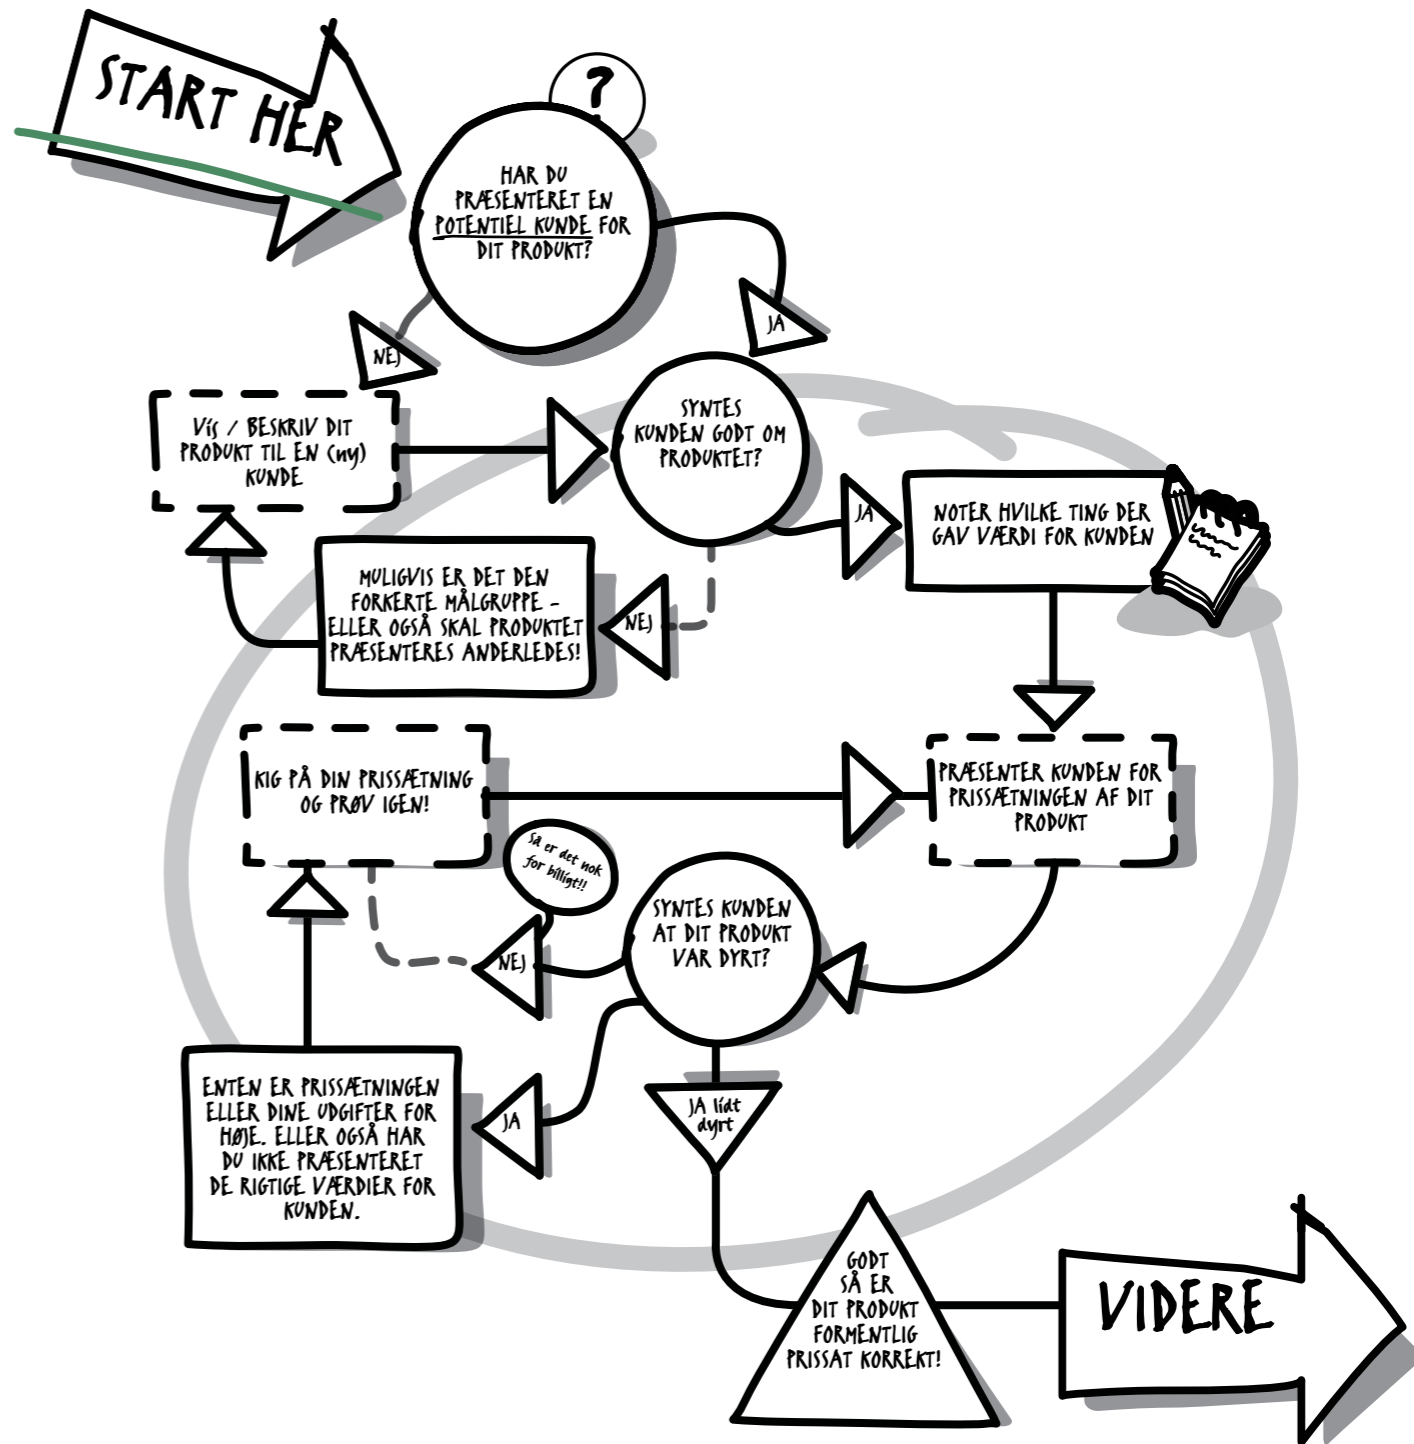 START HER
?
HAR DU
PRÆSENTERET EN
POTENTIEL KUNDE FOR
DIT PRODUKT?
JA
NEJ
Vis / BESKRIV DIT
PRODUKT TIL EN (ny)
KUNDE
SYNTES
KUNDEN GODT OM
PRODUKTET?
JA
NOTER HVILKE TING DER
GAV VÆRDI FOR KUNDEN
NEJ
MULIGVIS ER DET DEN
FORKERTE MÅLGRUPPE -
ELLER OGSÅ SKAL PRODUKTET
PRÆSENTERES ANDERLEDES!
KIG PÅ DIN PRISSÆTNING
OG PRØV IGEN!
PRÆSENTER KUNDEN FOR
PRISSÆTNINGEN AF DIT
PRODUKT
Så er det nok
for billigt!!
SYNTES KUNDEN
AT DIT PRODUKT
VAR DYRT?
NEJ
JA
JA lidt
dyrt
ENTEN ER PRISSÆTNINGEN
ELLER DINE UDGIFTER FOR
HØJE. ELLER OGSÅ HAR
DU IKKE PRÆSENTERET
DE RIGTIGE VÆRDIER FOR
KUNDEN.
GODT
SÅ ER
DIT PRODUKT
FORMENTLIG
PRISSAT KORREKT!
VIDERE